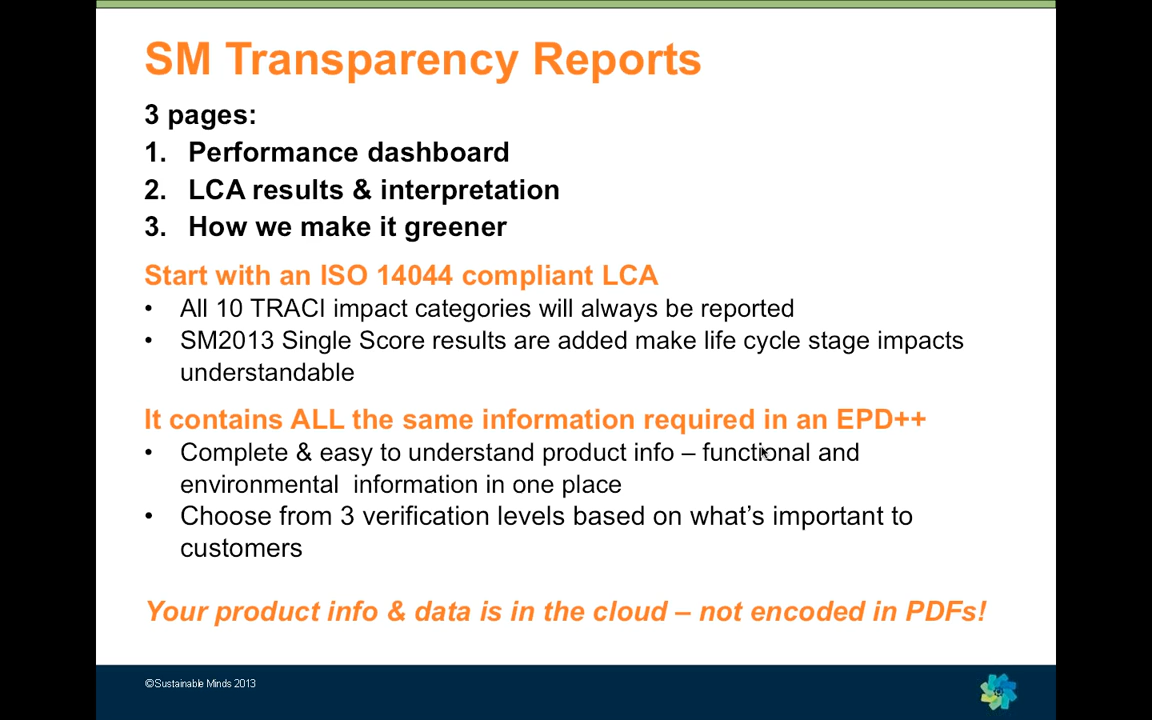 SM Transparency Reports
3 pages:
1. Performance dashboard
2. LCA results & interpretation
3. How we make it greener
Start with an ISO 14044 compliant LCA
• All 10 TRACI impact categories will always be reported
• SM2013 Single Score results are added make life cycle stage impacts
understandable
It contains ALL the same information required in an EPD++
• Complete & easy to understand product info – functional and
environmental information in one place
• Choose from 3 verification levels based on what’s important to
customers
Your product info & data is in the cloud – not encoded in PDFs!
©Sustainable Minds 2013